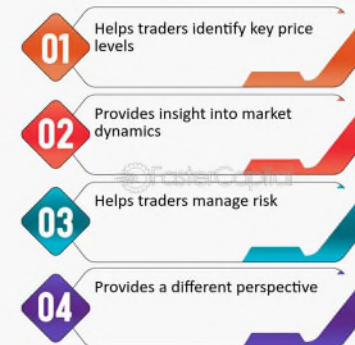 01
Helps traders identify key price
levels
02
Provides insight into market
dynamics
FasterCapital
03
Helps traders manage risk
04
Provides a different perspective